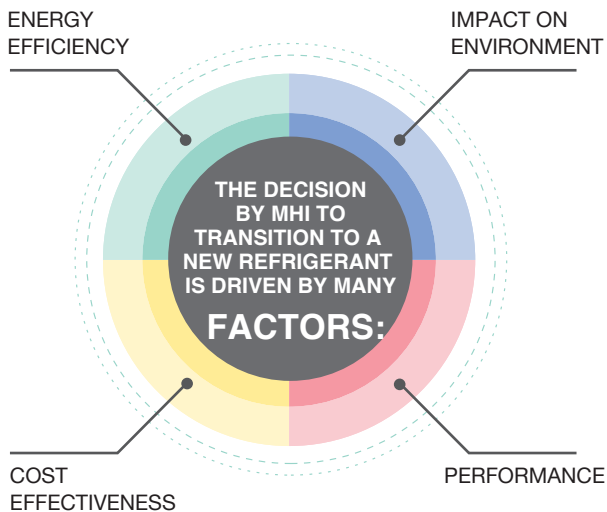 ENERGY
EFFICIENCY
IMPACT ON
ENVIRONMENT
THE DECISION
BY MHI TO
TRANSITION TO A
NEW REFRIGERANT
IS DRIVEN BY MANY
FACTORS:
COST
EFFECTIVENESS
PERFORMANCE